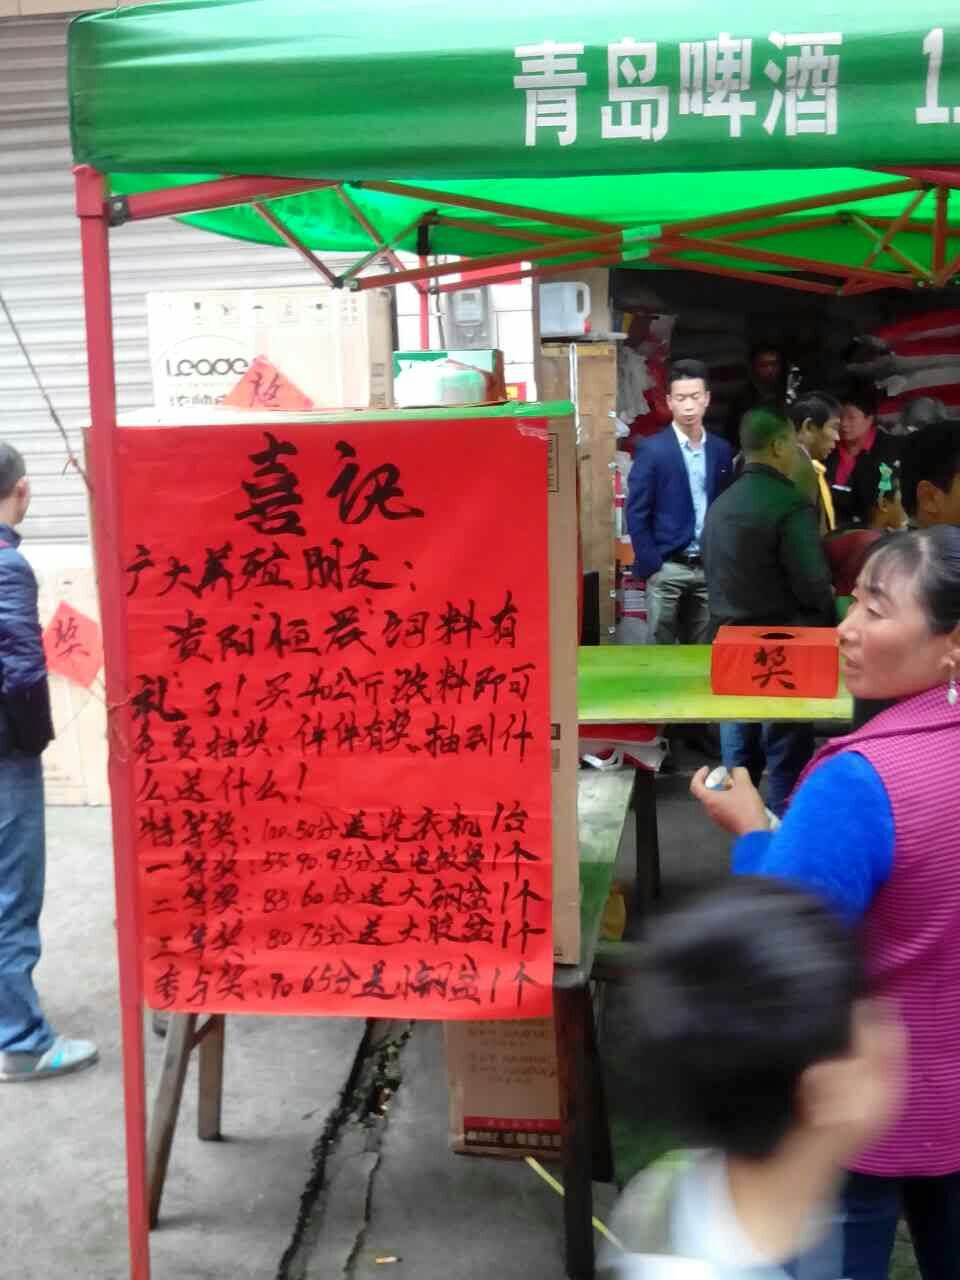 青岛啤酒 1
Leade
奖
喜讯
广大养殖朋友：
贵阳"恒农"饲料有
礼了！买40公斤浓料即可
免费抽奖、件件有奖、抽到什
么送什么！
特等奖：100.50分送洗衣机1台
一等奖：55 90.95分送电饭煲1个
二等奖：85.60分送大钢盆1个
三等奖：80 75分送大胶盆1个
参与奖：70 65分送小钢盆1个
奖
奖